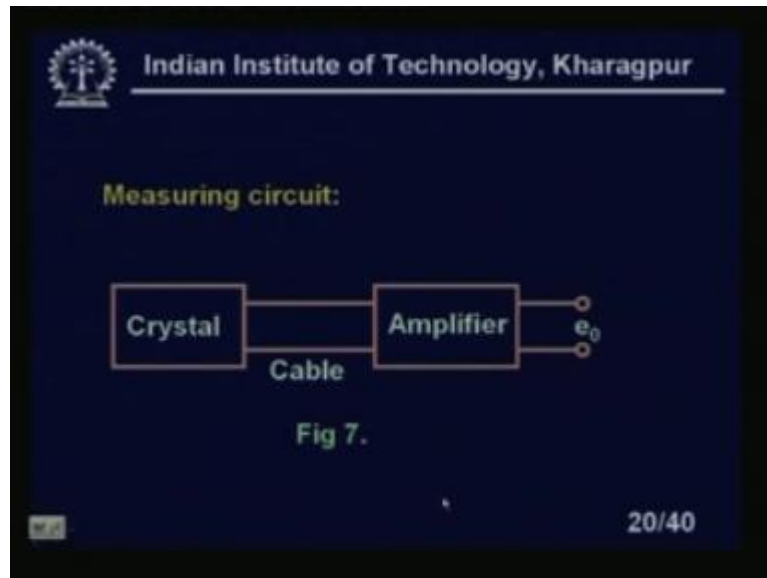 Indian Institute of Technology, Kharagpur
Measuring circuit:
Crystal
Amplifier
e₀
Cable
Fig 7.
20/40